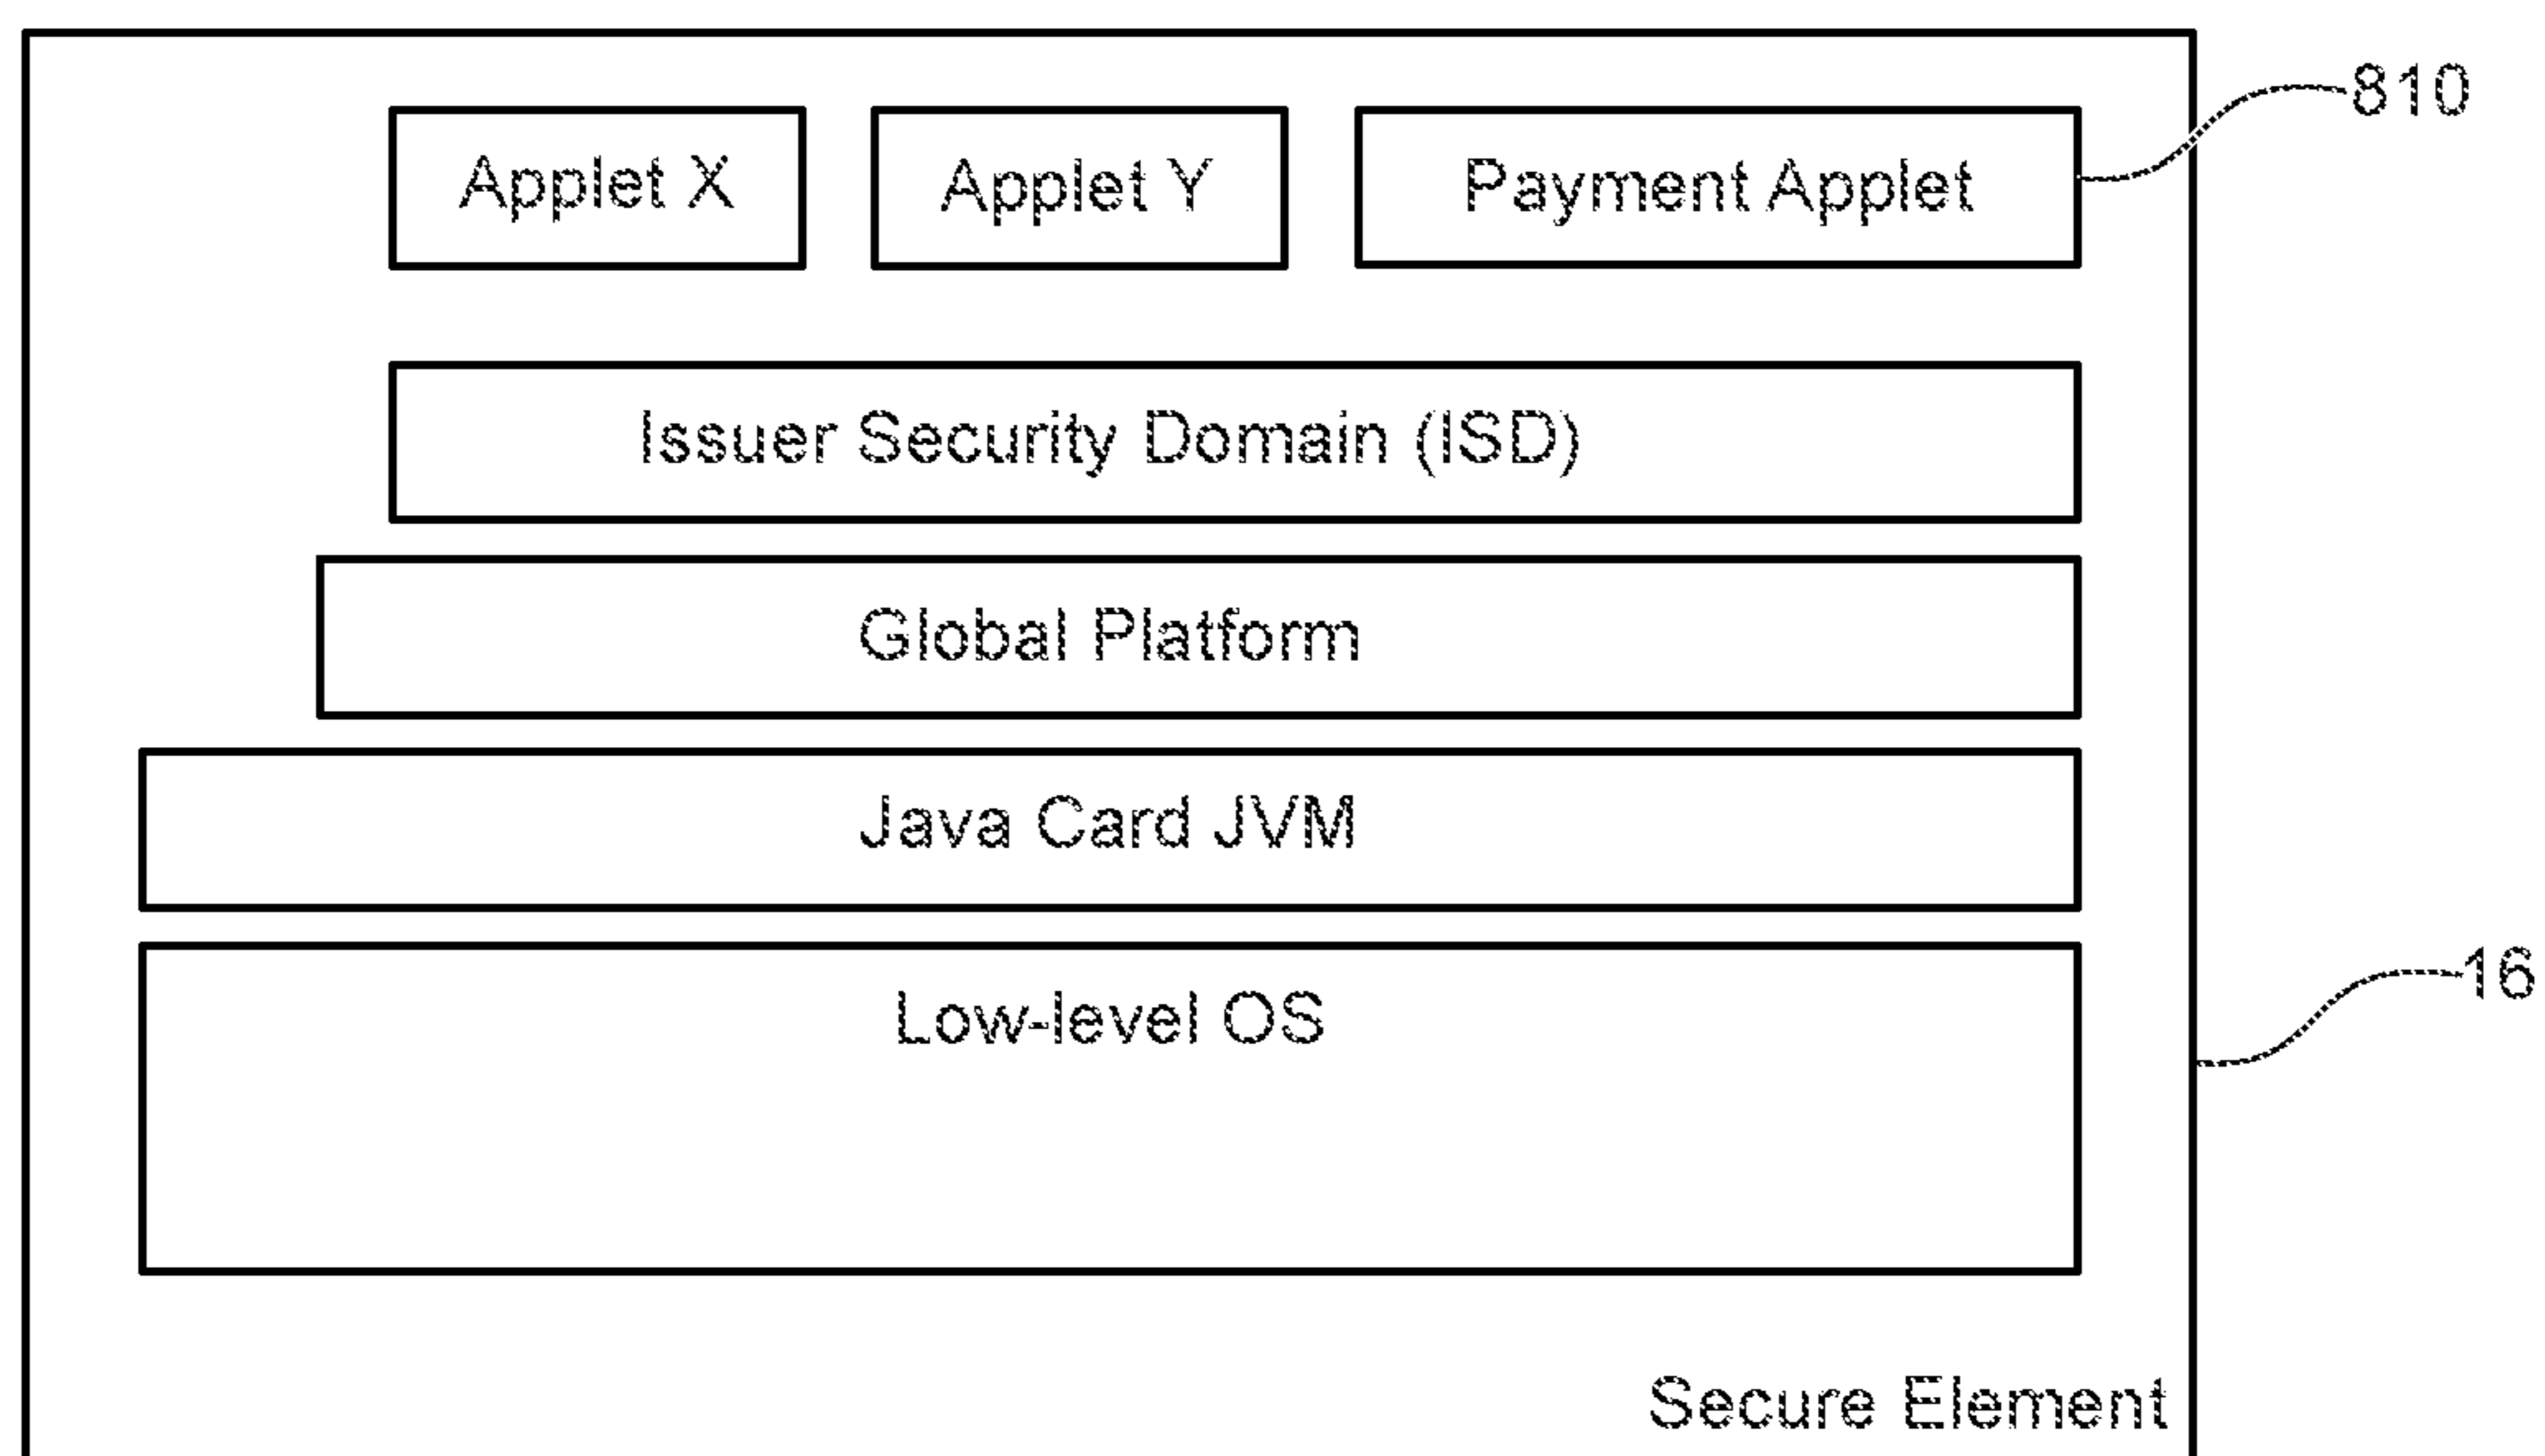 810
Applet X
Applet Y
Payment Applet
Issuer Security Domain (ISD)
Global Platform
Java Card JVM
16
Low-level OS
Secure Element